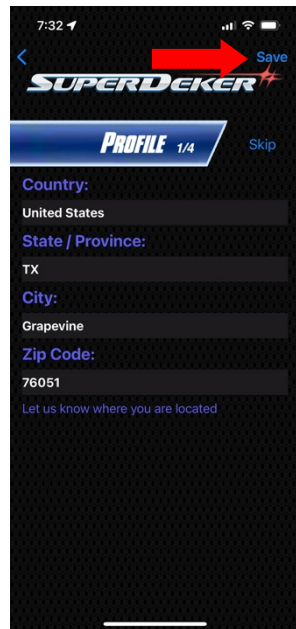 7:32
Save
SUPERDEKER
PROFILE 1/4
Skip
Country:
United States
State / Province:
TX
City:
Grapevine
Zip Code:
76051
Let us know where you are located